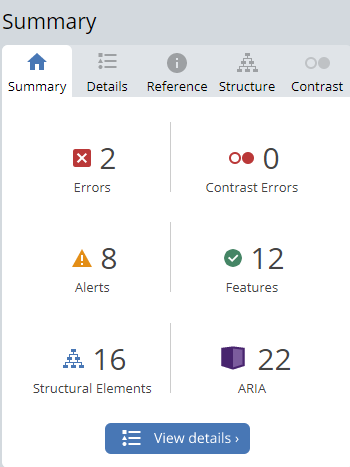 Summary
Summary Details Reference Structure Contrast
2 0
Errors Contrast Errors
8 12
Alerts Features
16 22
Structural Elements ARIA
View details ›